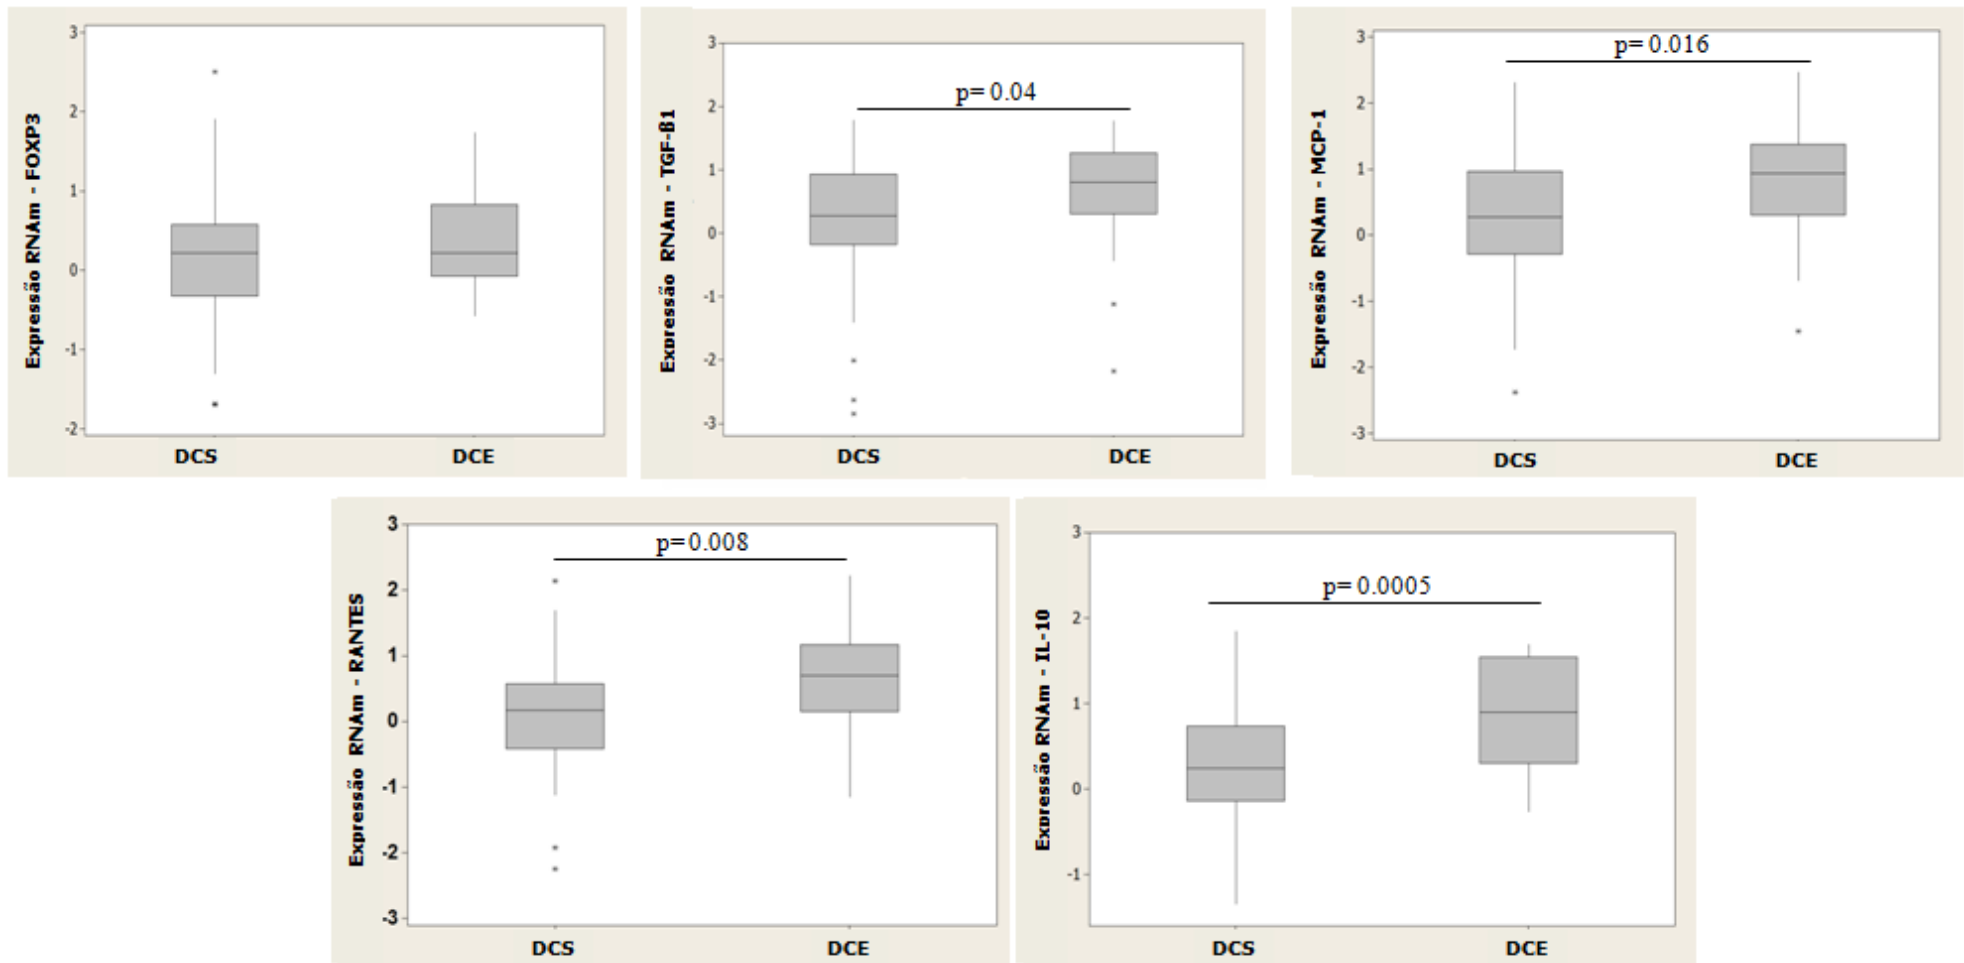 Expressão RNAm - FOXP3
3
2
1
0
-1
-2
DCS DCE
Expressão RNAm - TGF-β1
3
2
1
0
-1
-2
-3
p= 0.04
DCS DCE
Expressão RNAm - MCP-1
3
2
1
0
-1
-2
-3
p= 0.016
DCS DCE
Expressão RNAm - RANTES
3
2
1
0
-1
-2
-3
p= 0.008
DCS DCE
Expressão RNAm - IL-10
3
2
1
0
-1
p= 0.0005
DCS DCE